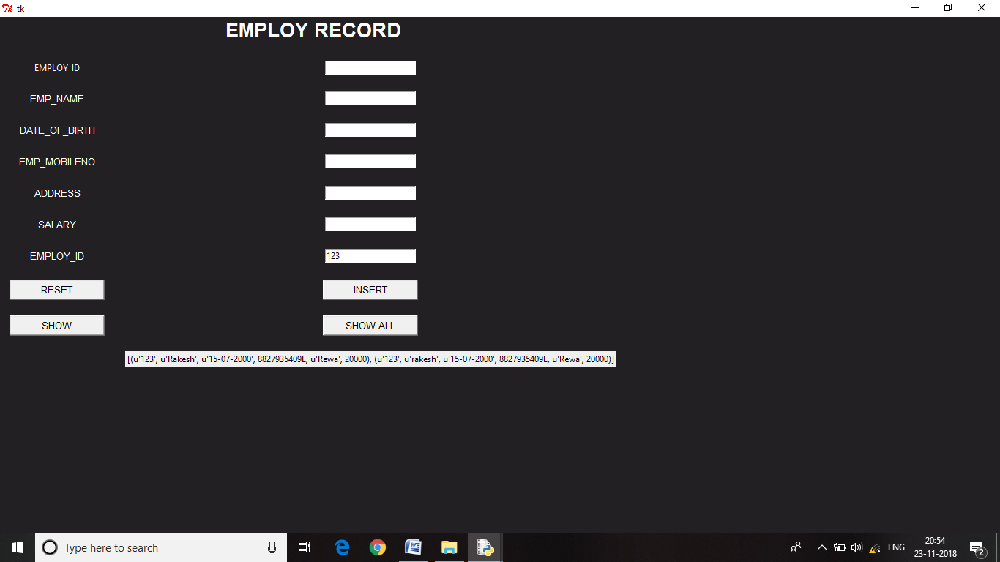 tk
EMPLOY RECORD
EMPLOY_ID
EMP_NAME
DATE_OF_BIRTH
EMP_MOBILENO
ADDRESS
SALARY
EMPLOY_ID 123
RESET INSERT
SHOW SHOW ALL
[(u'123', u'Rakesh', u'15-07-2000', 8827935409L, u'Rewa', 20000), (u'123', u'rakesh', u'15-07-2000', 8827935409L, u'Rewa', 20000)]
Type here to search ENG 20:54
23-11-2018 2